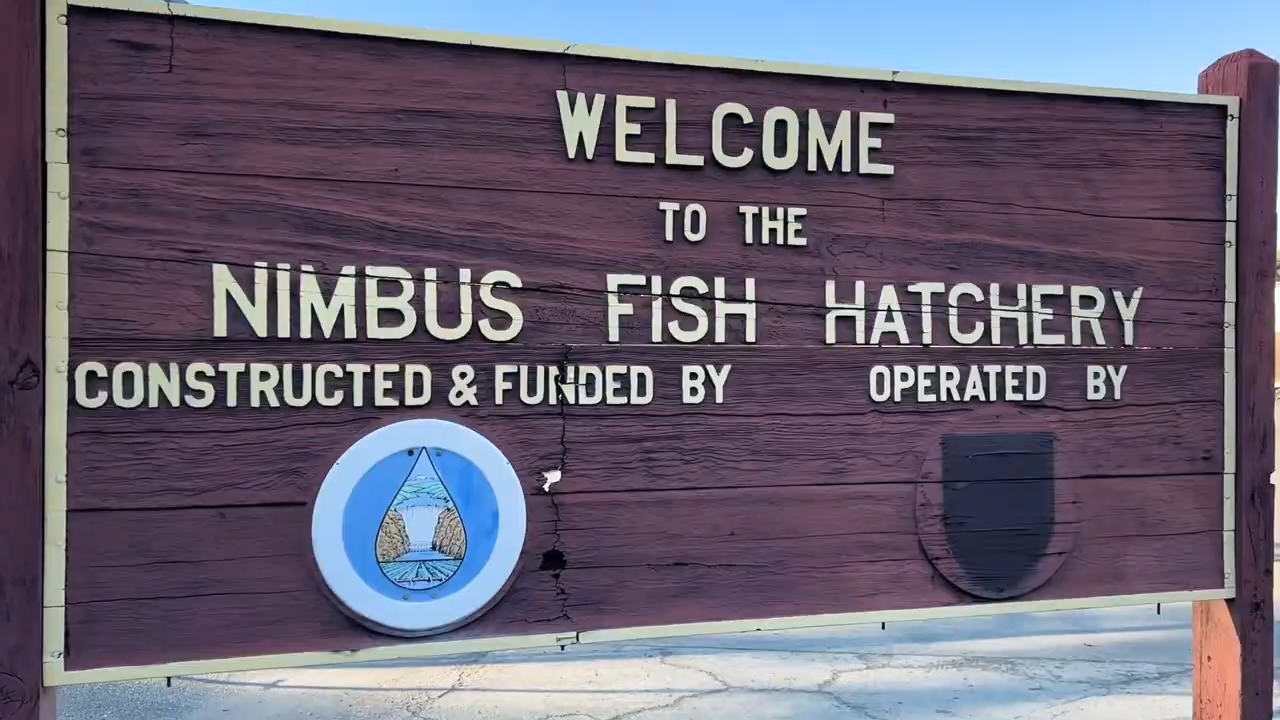 WELCOME
TO THE
NIMBUS FISH HATCHERY
CONSTRUCTED & FUNDED BY OPERATED BY